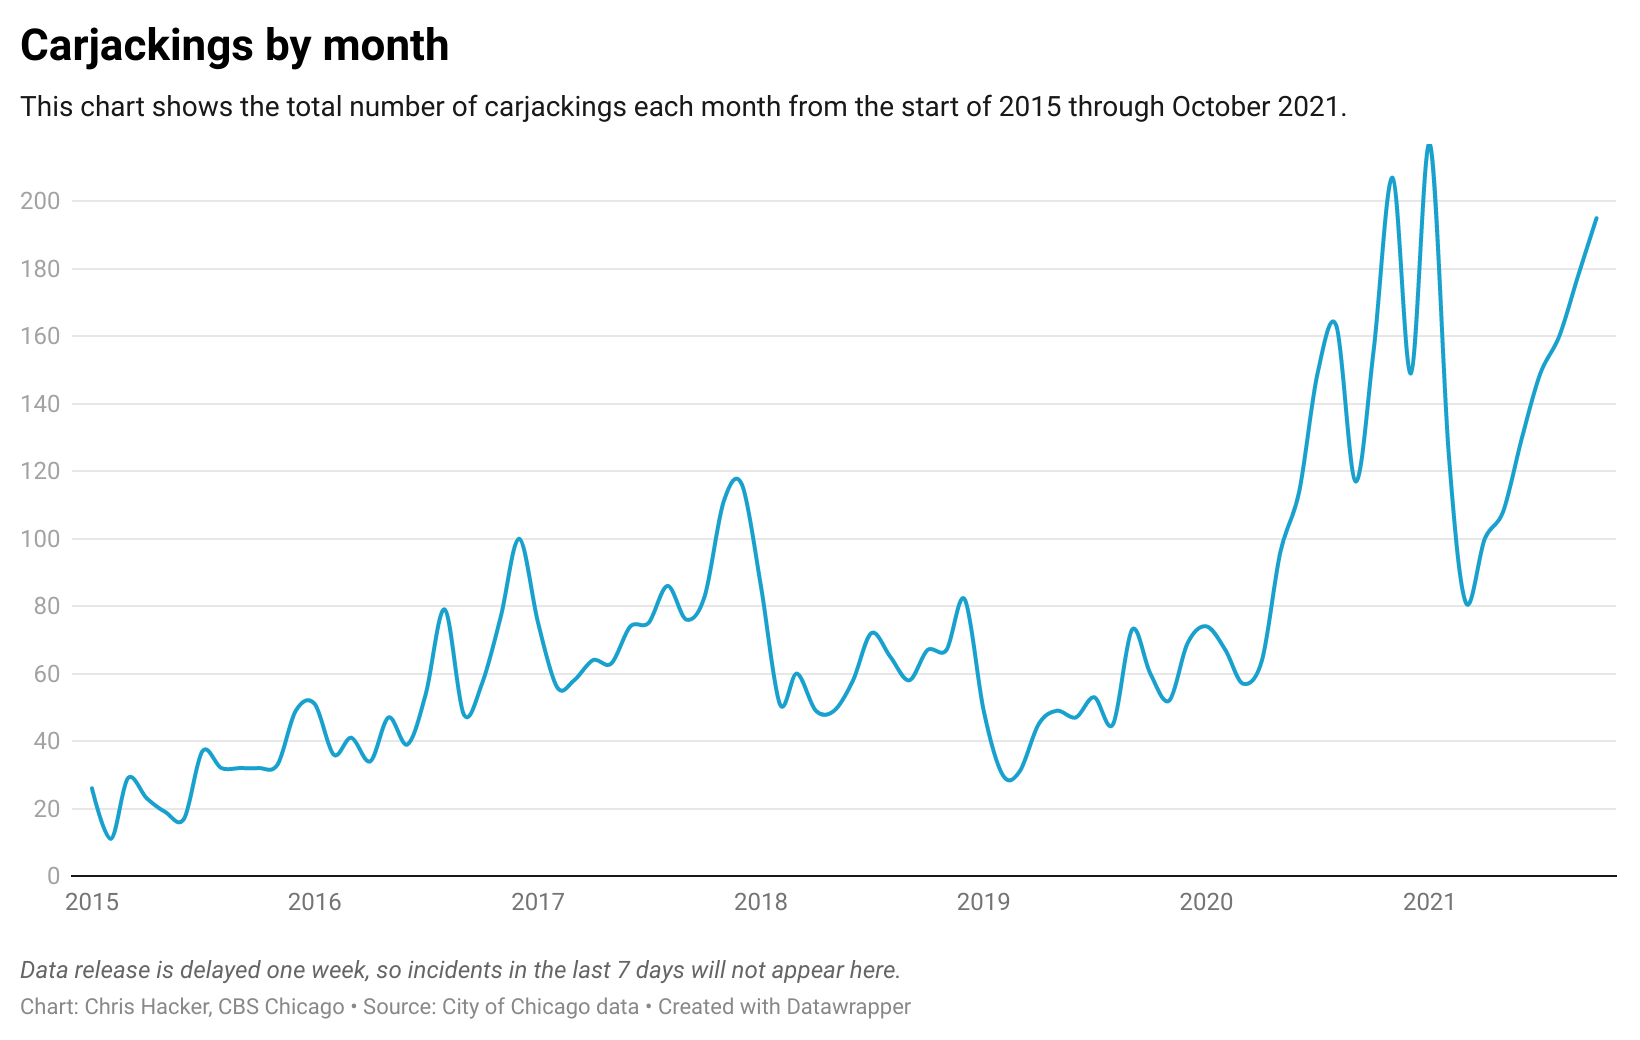 Carjackings by month
This chart shows the total number of carjackings each month from the start of 2015 through October 2021.
200
180
160
140
120
100
80
60
40
20
0
2015 2016 2017 2018 2019 2020 2021
Data release is delayed one week, so incidents in the last 7 days will not appear here.
Chart: Chris Hacker, CBS Chicago • Source: City of Chicago data • Created with Datawrapper